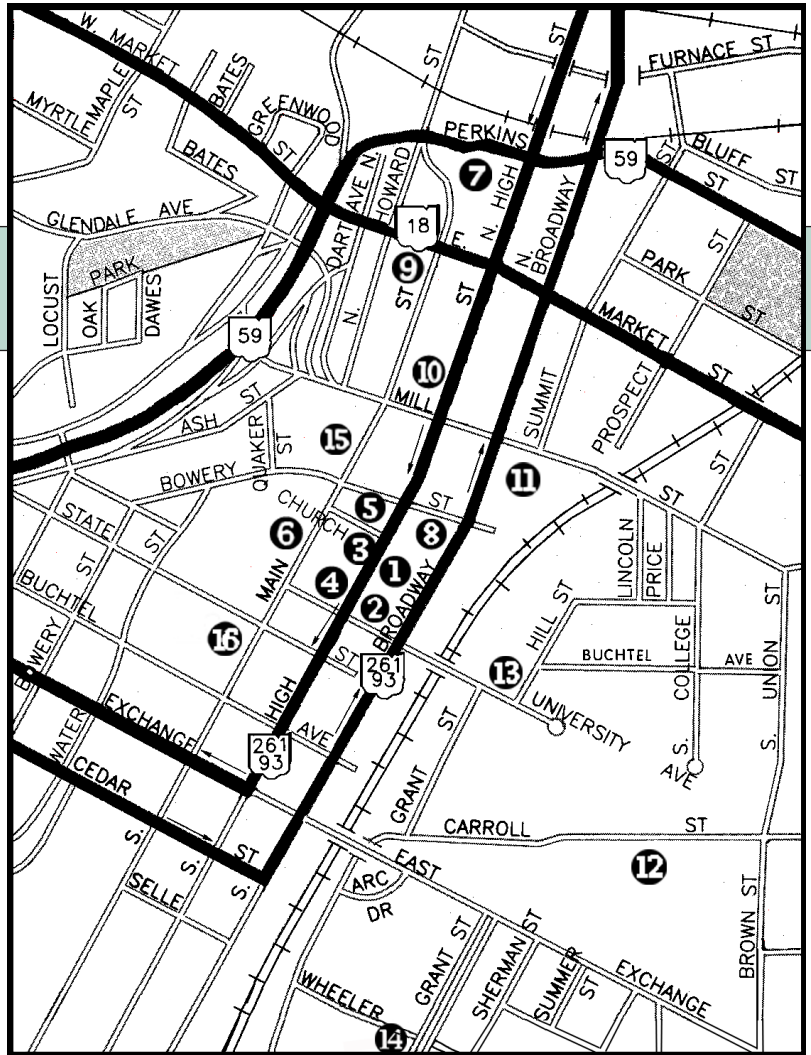 W. MARKET
ST
ST
FURNACE ST
MAPLE ST
BATES
MYRTLE
GREENWOOD
ST
PERKINS
59
BLUFF ST
ST
ST
BATES
7
AVE N.
HOWARD
N. HIGH
BROADWAY
GLENDALE AVE
18
E.
N.
DART
9
ST
ST
PARK
ST
ST
PARK
LOCUST
OAK
DAWES
N.
59
MARKET
ST
10
MILL
SUMMIT
PROSPECT
ST
ASH ST
QUAKER ST
15
BOWERY
11
ST
CHURCH
5
ST
STATE
ST
ST
6
3
8
1
LINCOLN
PRICE
BUCHTEL
MAIN
4
2
BROADWAY
HILL ST
COLLEGE
UNION ST
BOWERY
16
ST
261
93
13
BUCHTEL AVE
UNIVERSITY
EXCHANGE
HIGH
AVE
WATER
261
93
ST
S.
AVE
S.
CEDAR
GRANT
CARROLL ST
S.
ST
S.
S.
EAST
12
ARC
DR
SELLE
BROWN ST
GRANT ST
SHERMAN ST
SUMMER ST
EXCHANGE
WHEELER
14